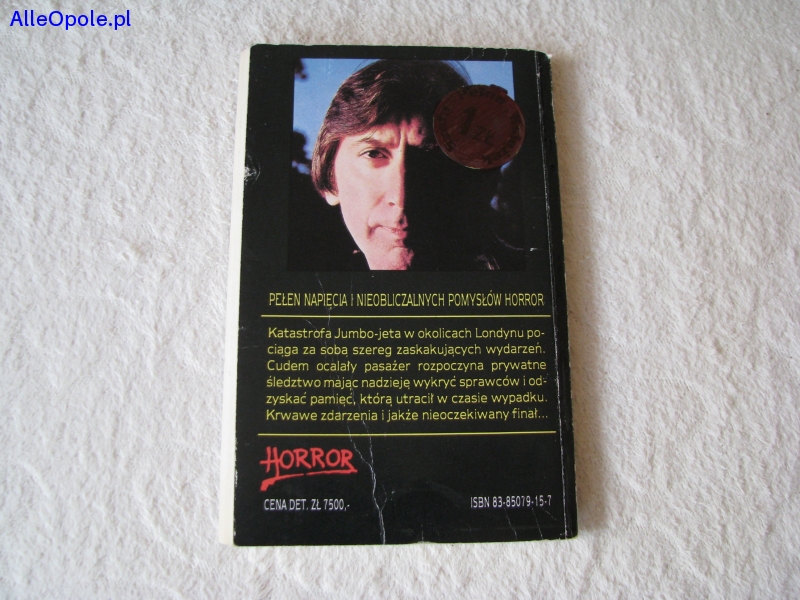 AlleOpole.pl
1 zł
PEŁEN NAPIĘCIA I NIEOBLICZALNYCH POMYSŁÓW HORROR
Katastrofa Jumbo-jeta w okolicach Londynu po-
ciąga za sobą szereg zaskakujących wydarzeń.
Cudem ocalały pasażer rozpoczyna prywatne
śledztwo mając nadzieję wykryć sprawców i od-
zyskać pamięć, którą utracił w czasie wypadku.
Krwawe zdarzenia i jakże nieoczekiwany finał...
HORROR
CENA DET. ZŁ 7500,-
ISBN 83-85079-15-7